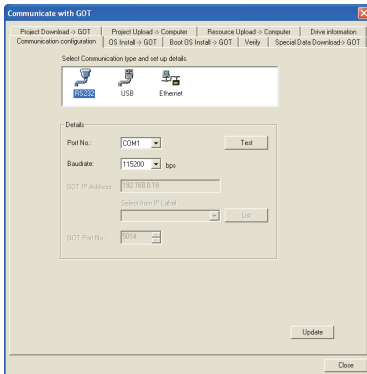 Communicate with GOT
Project Download -> GOT
Project Upload -> Computer
Resource Upload -> Computer
Drive information
Communication configuration
OS Install -> GOT
Boot OS Install -> GOT
Verify
Special Data Download-> GOT
Select Communication type and set up details.
RS232
USB
Ethernet
Details
Port No.:
COM1
Test
Baudrate:
115200
bps
GOT IP Address:
192.168.0.18
Select from IP Label :
List
GOT Port No.:
5014
Update
Close